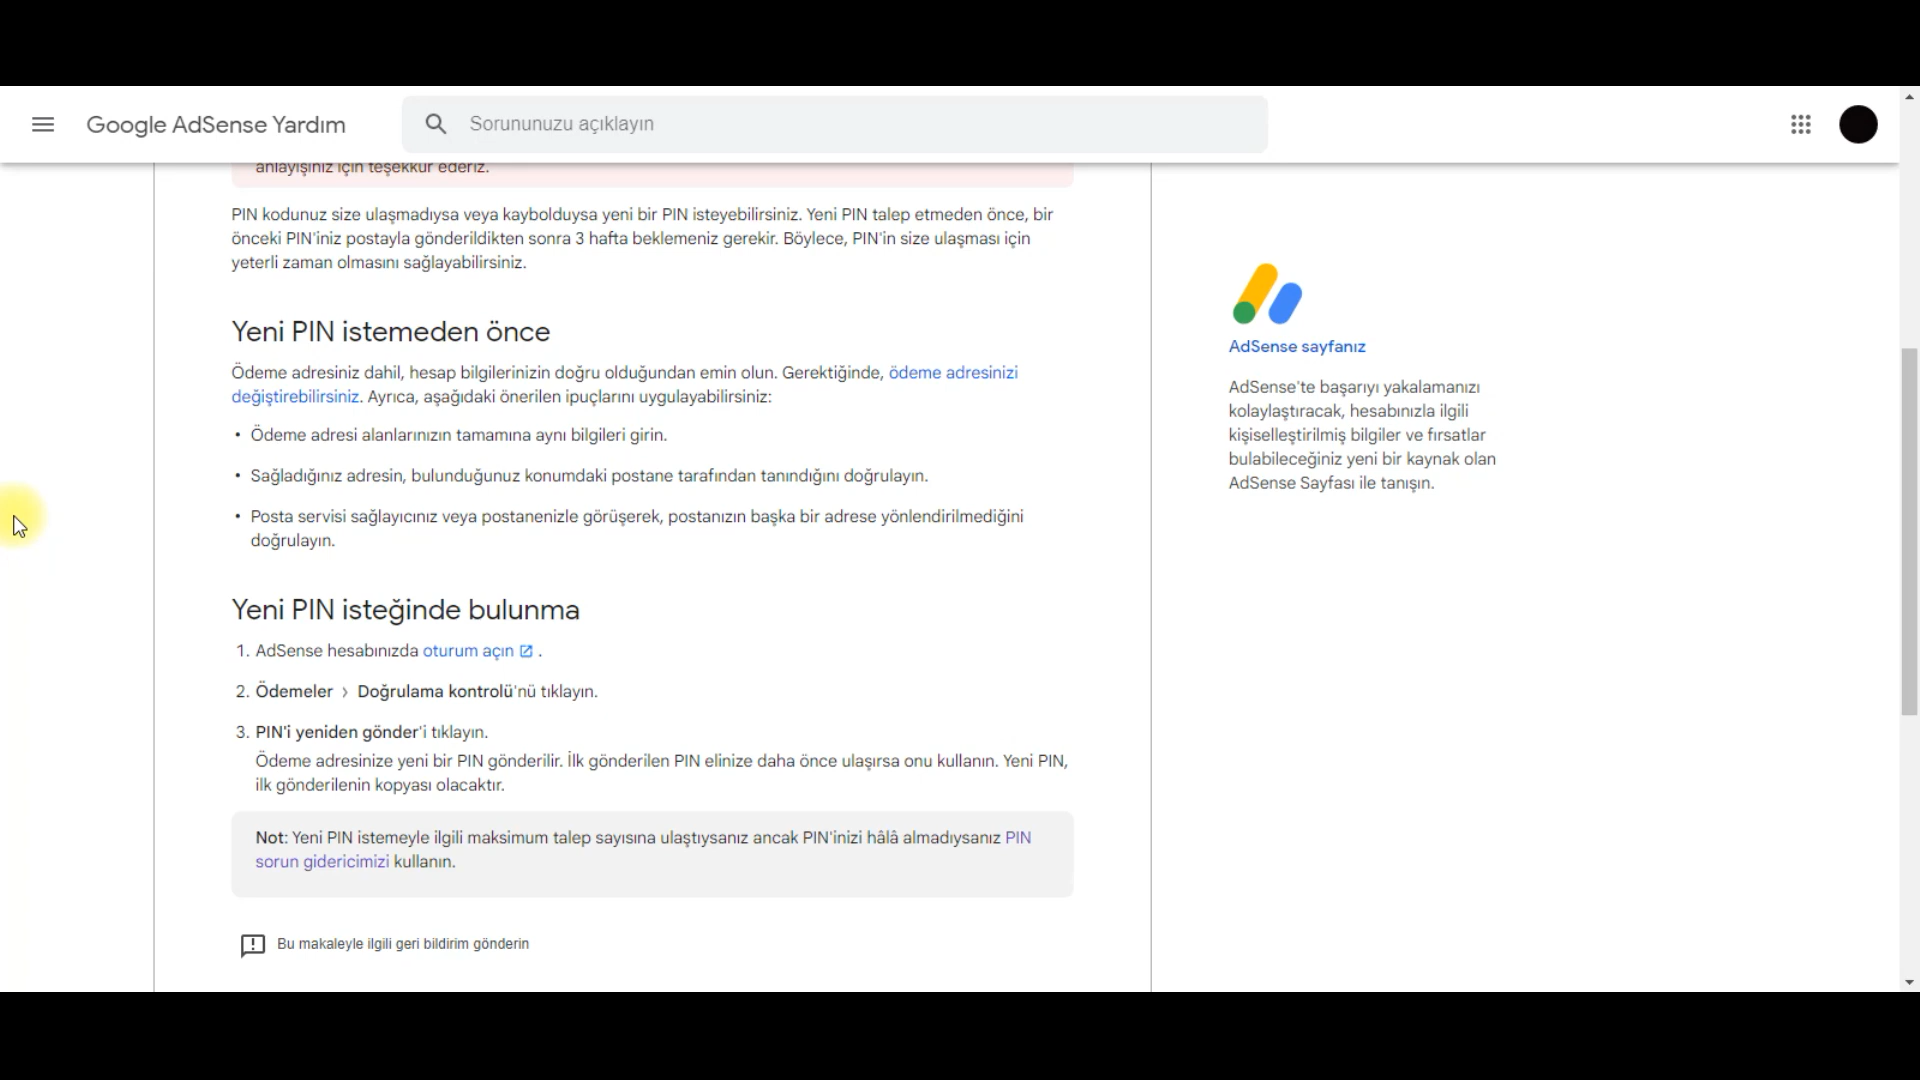 Google AdSense Yardım
Sorununuzu açıklayın
anlayışınız için teşekkür ederiz.
PIN kodunuz size ulaşmadıysa veya kaybolduysa yeni bir PIN isteyebilirsiniz. Yeni PIN talep etmeden önce, bir
önceki PIN'iniz postayla gönderildikten sonra 3 hafta beklemeniz gerekir. Böylece, PIN'in size ulaşması için
yeterli zaman olmasını sağlayabilirsiniz.
Yeni PIN istemeden önce
Ödeme adresiniz dahil, hesap bilgilerinizin doğru olduğundan emin olun. Gerektiğinde, ödeme adresinizi
değiştirebilirsiniz. Ayrıca, aşağıdaki önerilen ipuçlarını uygulayabilirsiniz:
• Ödeme adresi alanlarınızın tamamına aynı bilgileri girin.
• Sağladığınız adresin, bulunduğunuz konumdaki postane tarafından tanındığını doğrulayın.
• Posta servisi sağlayıcınız veya postanenizle görüşerek, postanızın başka bir adrese yönlendirilmediğini
doğrulayın.
Yeni PIN isteğinde bulunma
1. AdSense hesabınızda oturum açın .
2. Ödemeler > Doğrulama kontrolü'nü tıklayın.
3. PIN'i yeniden gönder'i tıklayın.
Ödeme adresinize yeni bir PIN gönderilir. İlk gönderilen PIN elinize daha önce ulaşırsa onu kullanın. Yeni PIN,
ilk gönderilenin kopyası olacaktır.
Not: Yeni PIN istemeyle ilgili maksimum talep sayısına ulaştıysanız ancak PIN'inizi hâlâ almadıysanız PIN
sorun gidericimizi kullanın.
Bu makaleyle ilgili geri bildirim gönderin
AdSense sayfanız
AdSense'te başarıyı yakalamanızı
kolaylaştıracak, hesabınızla ilgili
kişiselleştirilmiş bilgiler ve fırsatlar
bulabileceğiniz yeni bir kaynak olan
AdSense Sayfası ile tanışın.